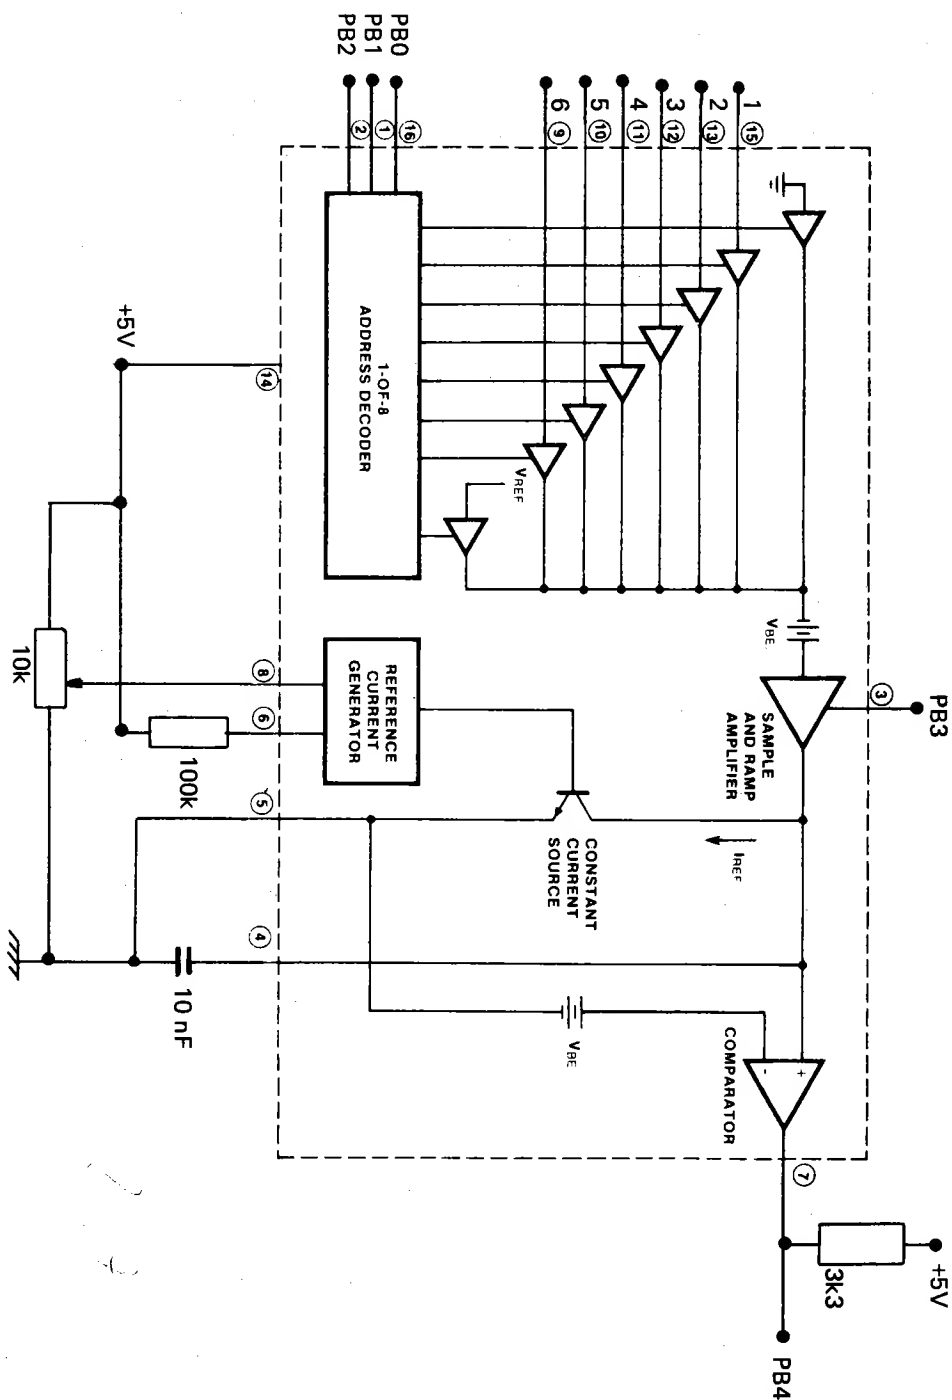 PB0
PB1
PB2
16
1
2
1
15
2
13
3
12
4
11
5
10
6
9
1-OF-8
ADDRESS DECODER
VREF
VBE
PB3
3
SAMPLE
AND RAMP
AMPLIFIER
+5V
14
REFERENCE
CURRENT
GENERATOR
8
6
10k
100k
5
IREF
CONSTANT
CURRENT
SOURCE
4
10 nF
VBE
+
-
COMPARATOR
7
+5V
3k3
PB4